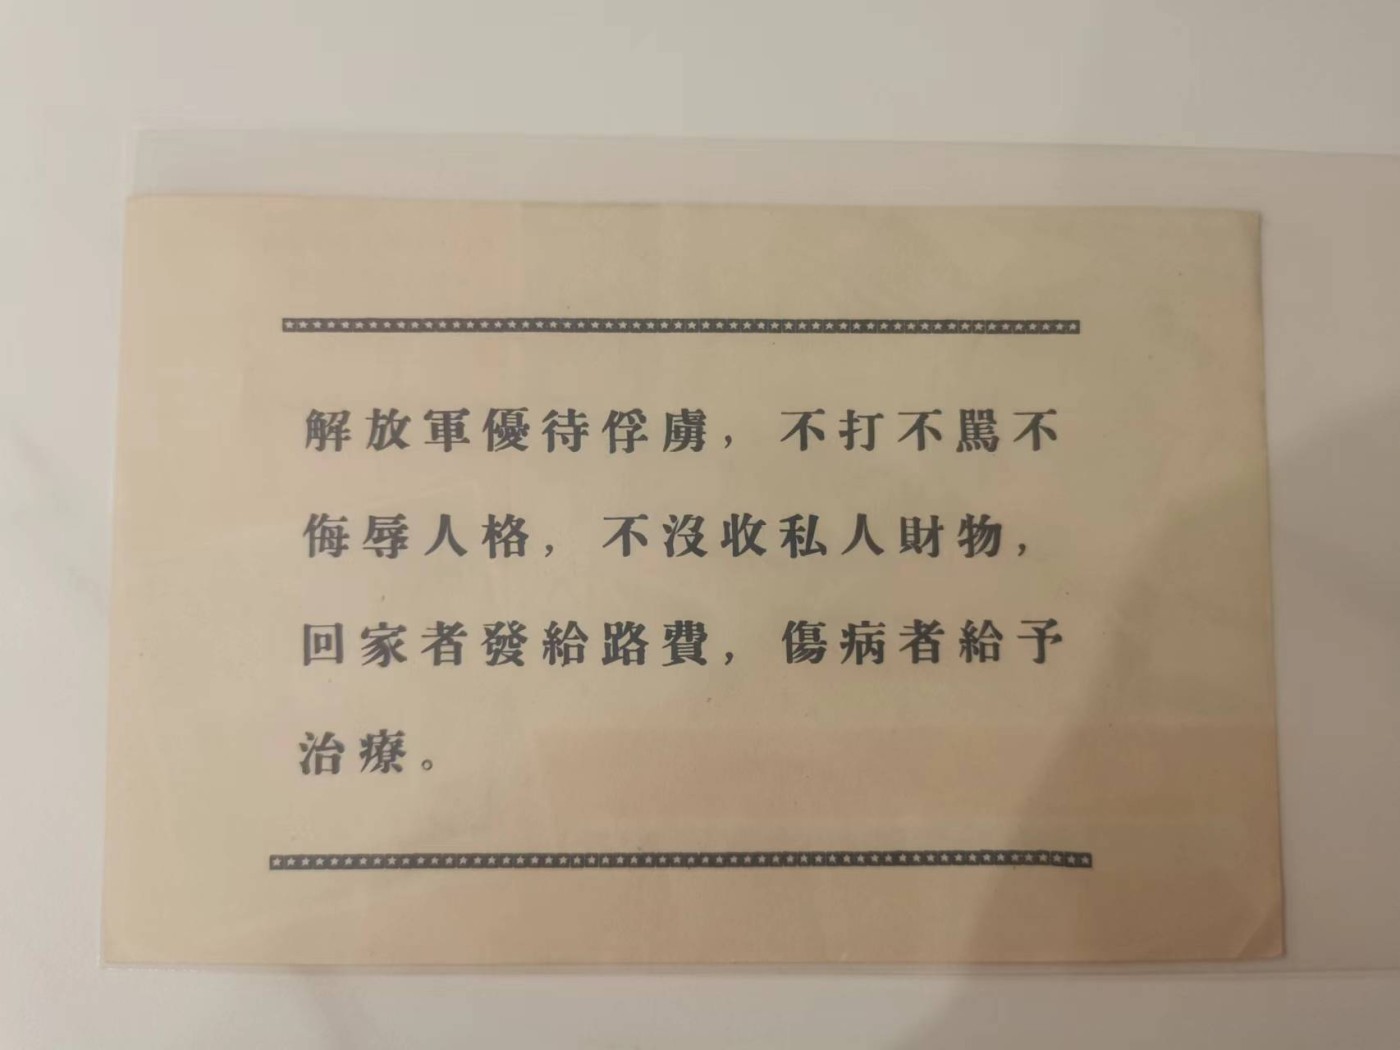 解放軍優待俘虜，不打不駡不
侮辱人格，不沒收私人財物，
回家者發給路費，傷病者給予
治療。